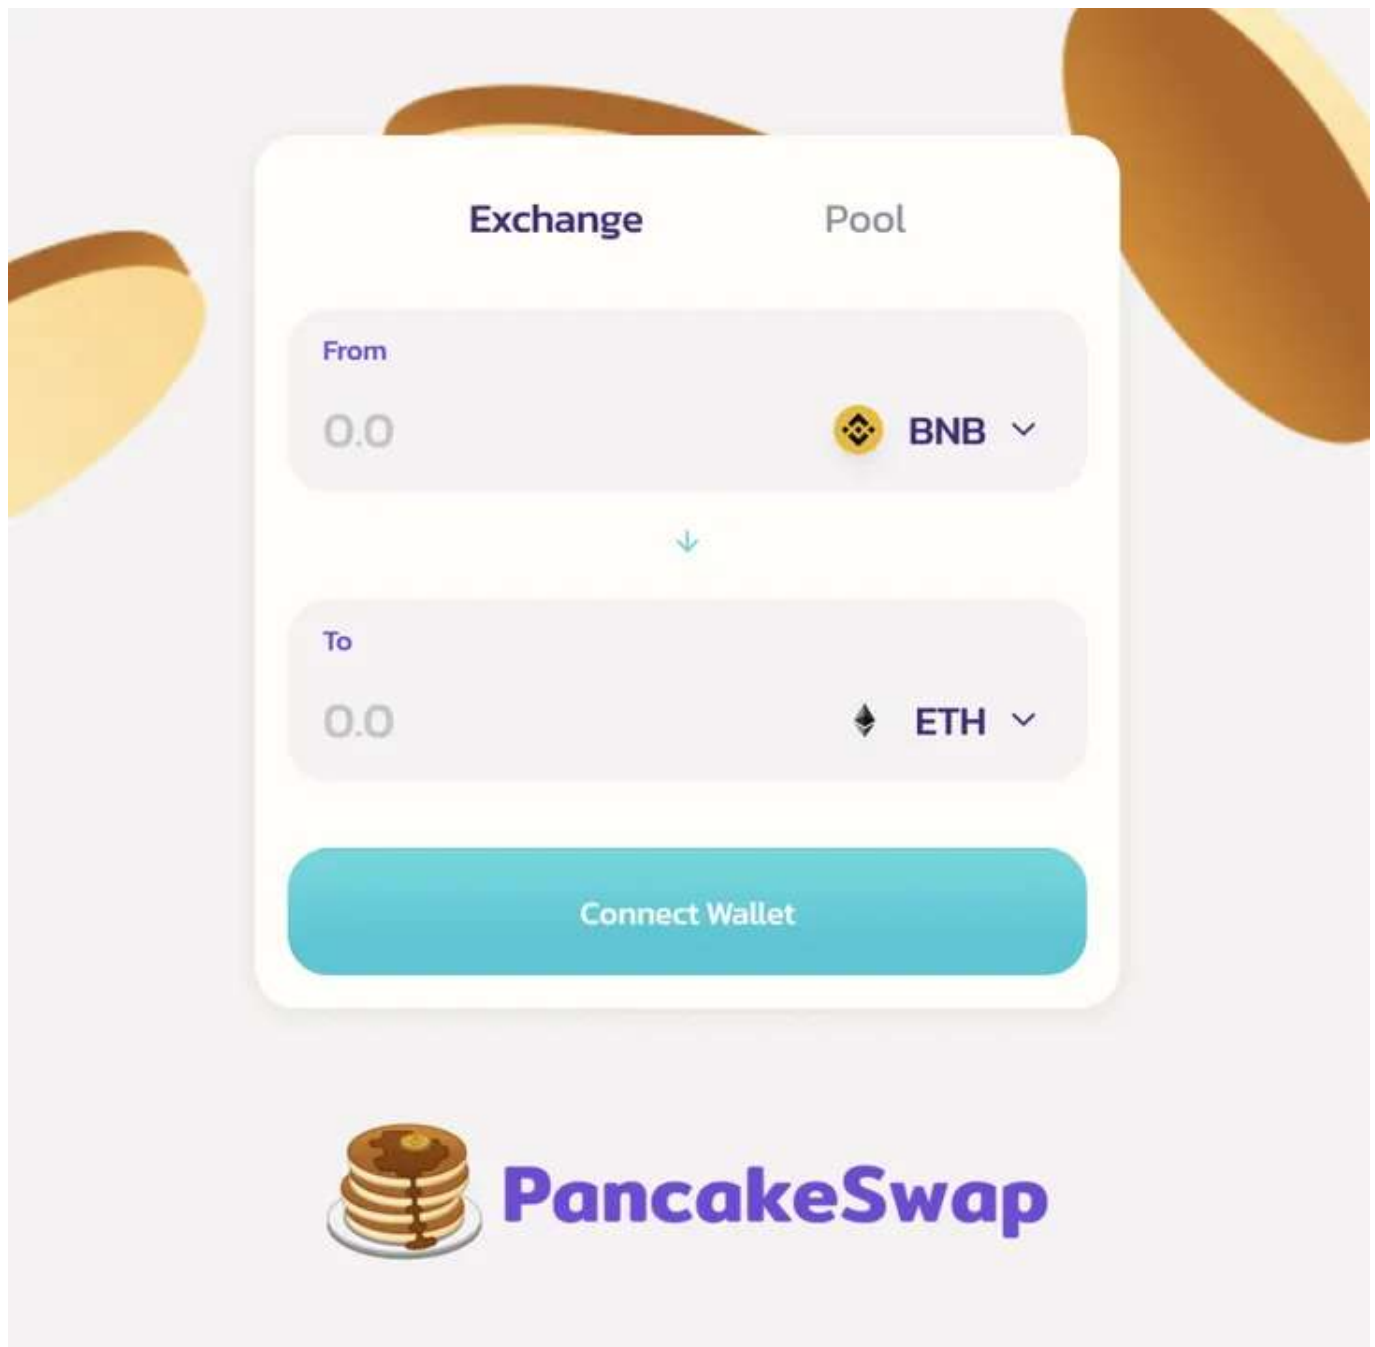 Exchange Pool
From
0.0 BNB
To
0.0 ETH
Connect Wallet
PancakeSwap